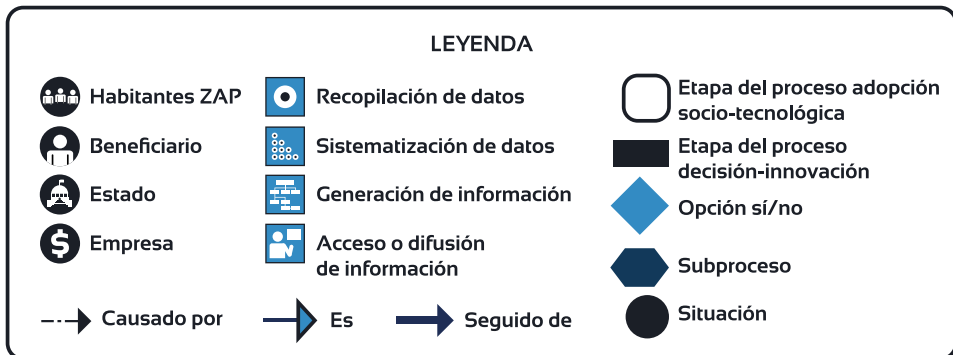 LEYENDA
Habitantes ZAP
Beneficiario
Estado
$ Empresa
Recopilación de datos
Sistematización de datos
Generación de información
Acceso o difusión
de información
Etapa del proceso adopción
socio-tecnológica
Etapa del proceso
decisión-innovación
Opción sí/no
Subproceso
Situación
Causado por
Es
Seguido de